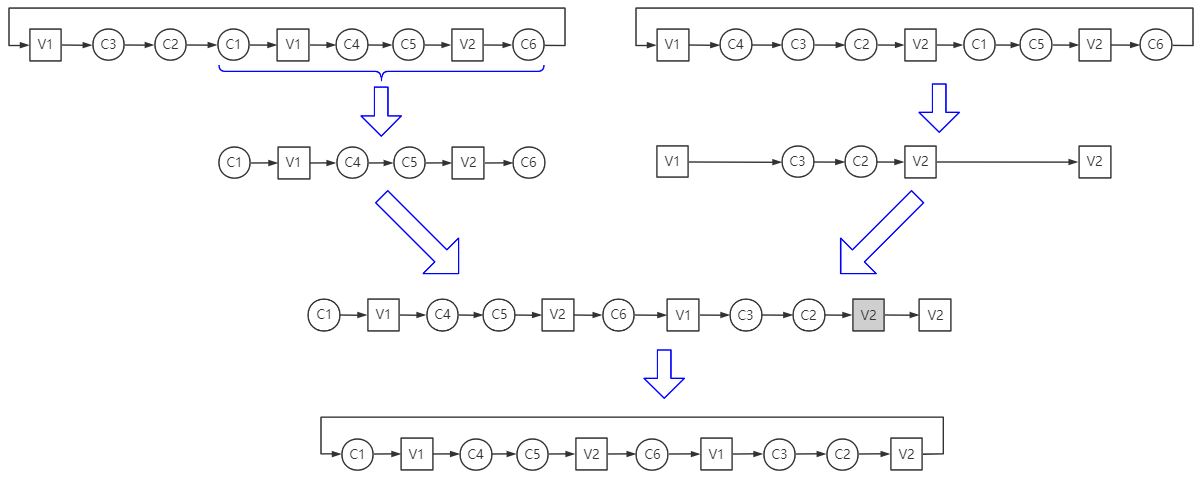 V1 C3 C2 C1 V1 C4 C5 V2 C6
V1 C4 C3 C2 V2 C1 C5 V2 C6
C1 V1 C4 C5 V2 C6
V1 C3 C2 V2 V2
C1 V1 C4 C5 V2 C6 V1 C3 C2 V2 V2
C1 V1 C4 C5 V2 C6 V1 C3 C2 V2